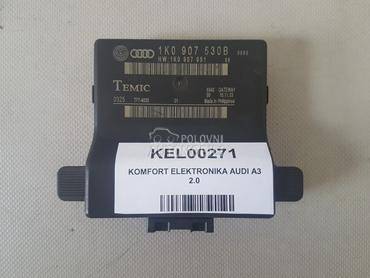 1K0 907 530B
HW: 1K0 907 951
TEMIC
GATEWAY
Made in Philippines
POLOVNI
KEL00271
KOMFORT ELEKTRONIKA AUDI A3
2.0